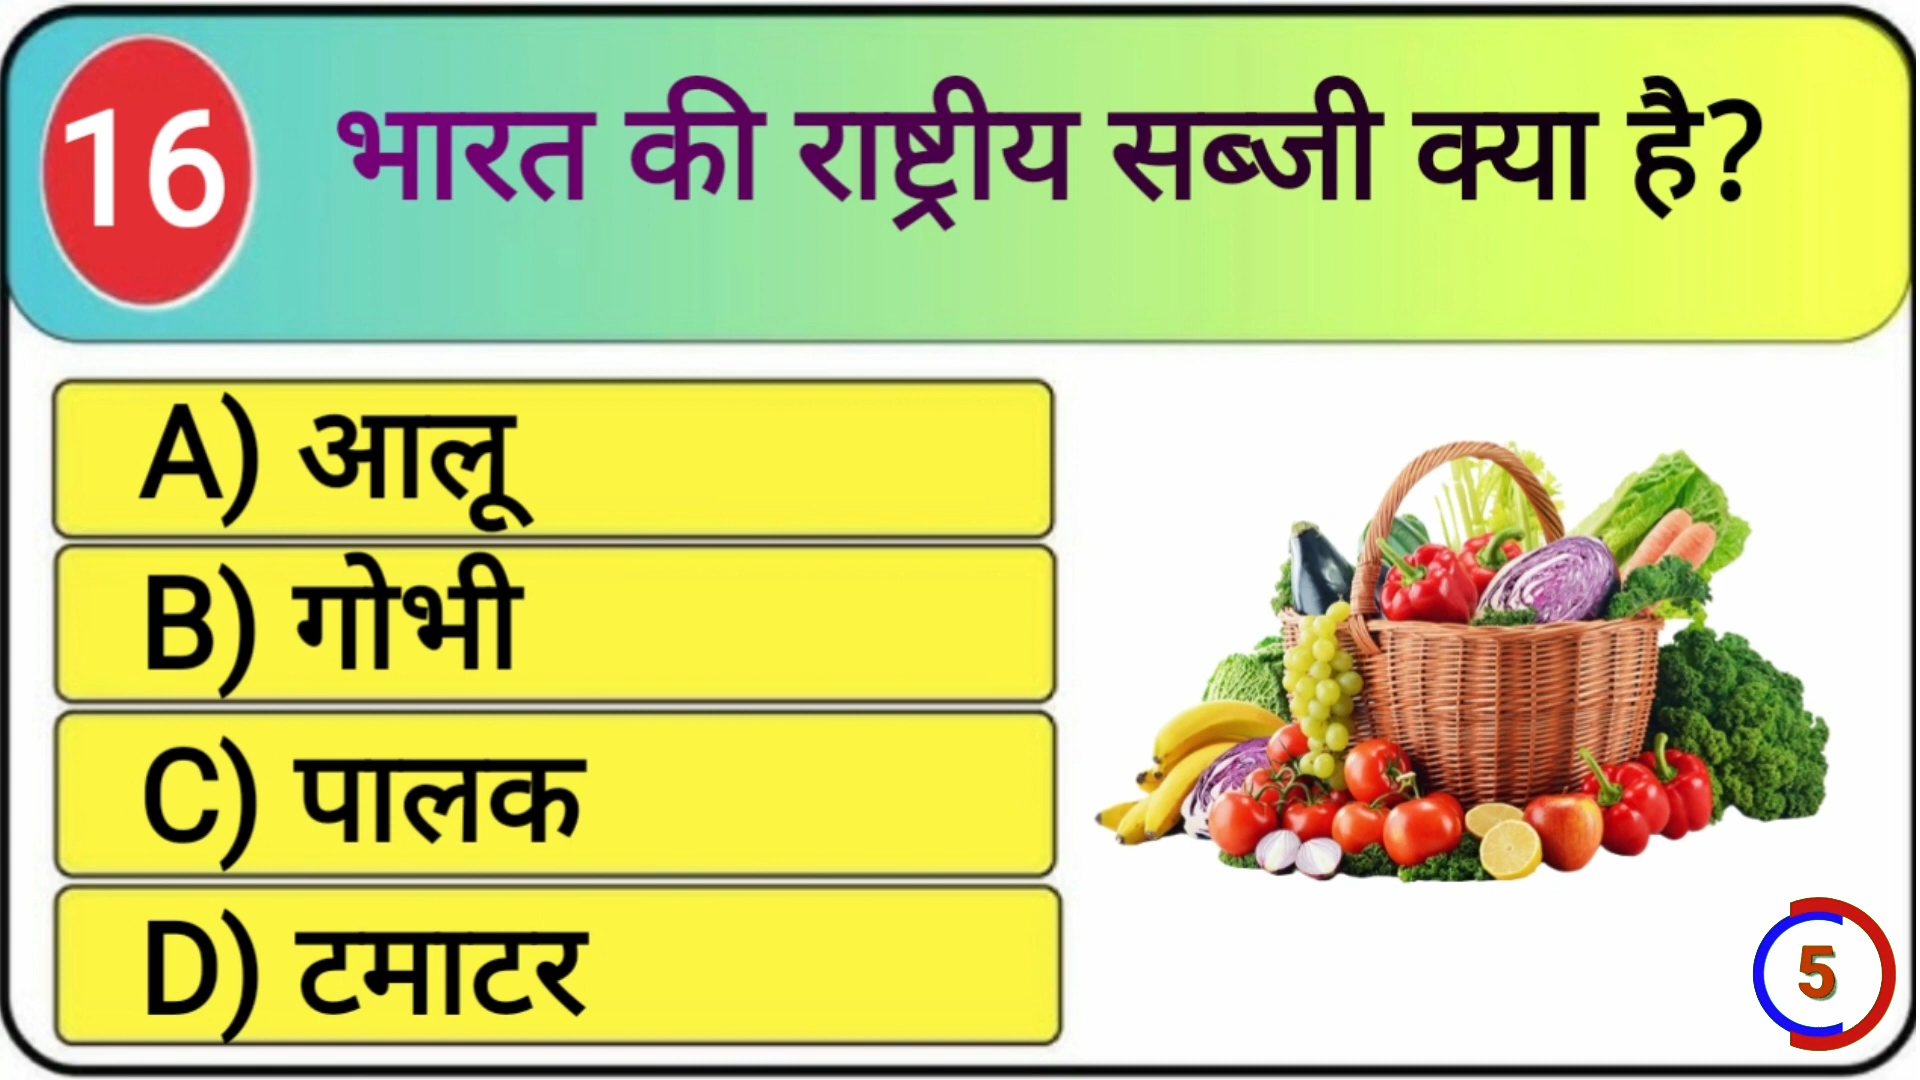 16
भारत की राष्ट्रीय सब्जी क्या है?
A) आलू
B) गोभी
C) पालक
D) टमाटर
5